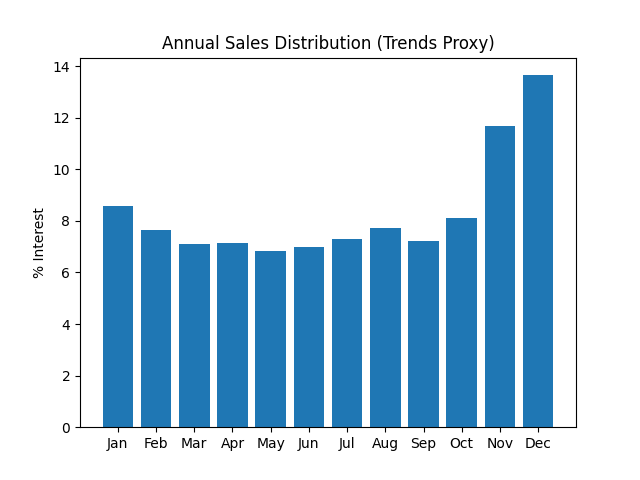 Annual Sales Distribution (Trends Proxy)
14
12
10
8
6
4
2
0
% Interest
Jan Feb Mar Apr May Jun Jul Aug Sep Oct Nov Dec